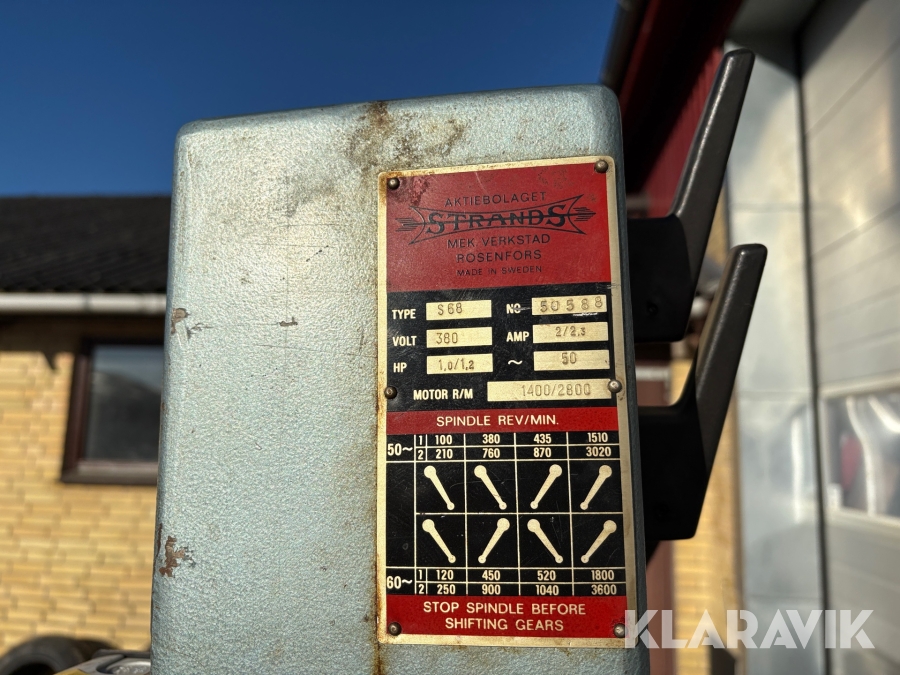 AKTIEBOLAGET
STRANDS
MEK. VERKSTAD
ROSENFORS
MADE IN SWEDEN
TYPE S68 NO 50588
VOLT 380 AMP 2/2,3
HP 1,0/1,2 ~ 50
MOTOR R/M 1400/2800
SPINDLE REV/MIN.
50~ 1 100 380 435 1510
2 210 760 870 3020
60~ 1 120 450 520 1800
2 250 900 1040 3600
STOP SPINDLE BEFORE
SHIFTING GEARS
KLARAVIK